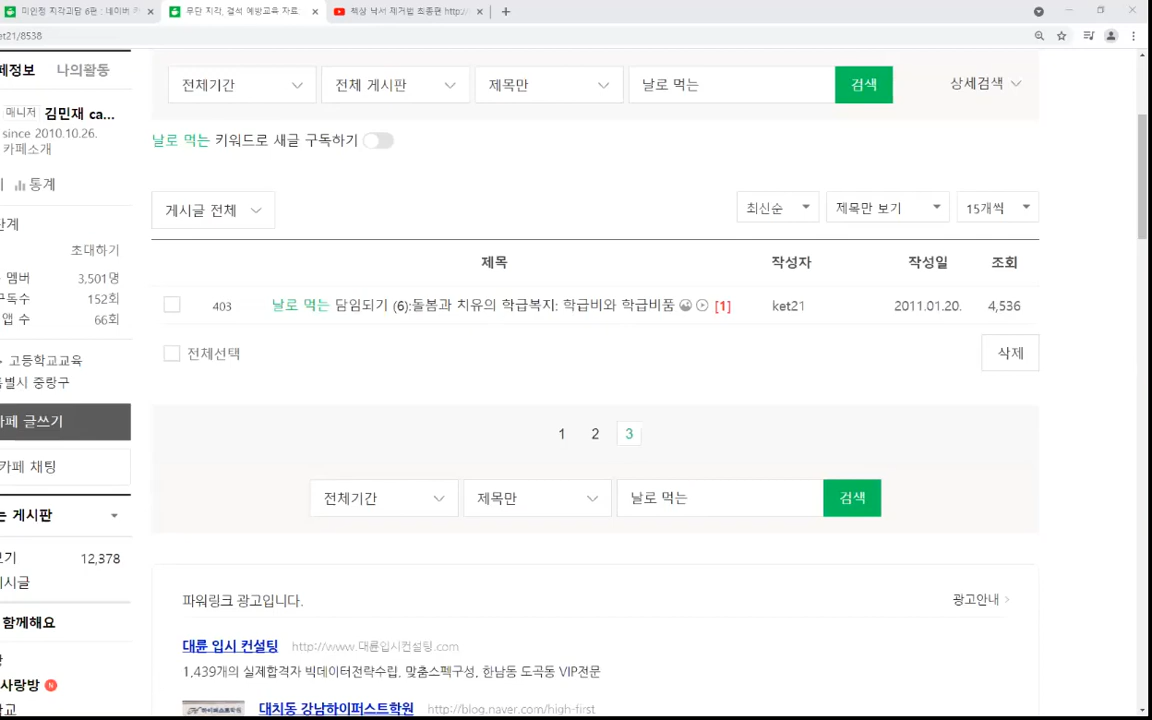 미인정 지각괴담 6편 : 네이버 카
무단 지각, 결석 예방교육 자료
책상 낙서 제거법 최종편 http:/
et21/8538
페정보 나의활동
매니저 김민재 ca...
since 2010.10.26.
카페소개
통계
초대하기
멤버 3,501명
독수 152회
앱 수 66회
고등학교교육
특별시 중랑구
카페 글쓰기
카페 채팅
는 게시판
보기 12,378
게시글
함께해요
사랑방 N
학교
전체기간 전체 게시판 제목만 날로 먹는 검색 상세검색
날로 먹는 키워드로 새글 구독하기
게시글 전체 최신순 제목만 보기 15개씩
제목 작성자 작성일 조회
403 날로 먹는 담임되기 (6):돌봄과 치유의 학급복지: 학급비와 학급비품 [1] ket21 2011.01.20. 4,536
전체선택 삭제
1 2 3
전체기간 제목만 날로 먹는 검색
파워링크 광고입니다. 광고안내
대륜 입시 컨설팅 http://www.대륜입시컨설팅.com
1,439개의 실제합격자 빅데이터전략수립, 맞춤스펙구성, 한남동 도곡동 VIP전문
대치동 강남하이퍼스트학원 http://blog.naver.com/high-first